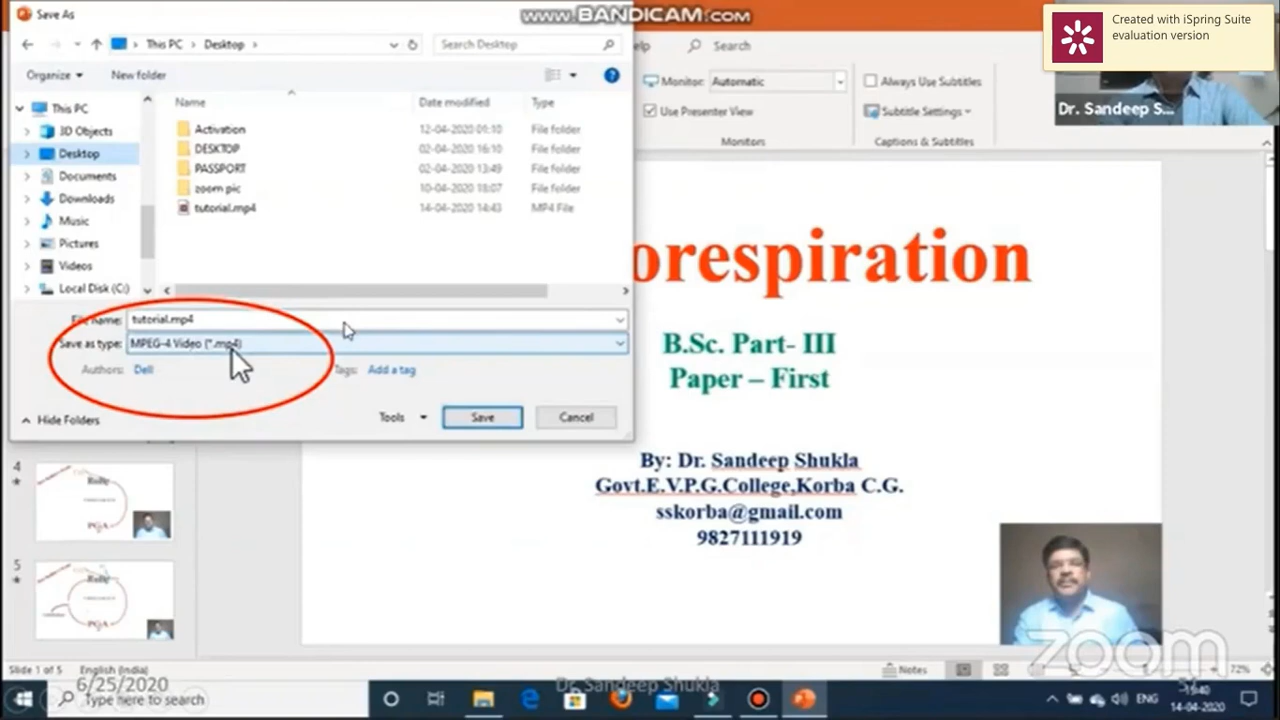 Save As
www.BANDICAM.com
Created with iSpring Suite
evaluation version
This PC
Desktop
Search Desktop
Help
Search
Organize
New folder
Monitor:
Automatic
Always Use Subtitles
Use Presenter View
Subtitle Settings
Dr. Sandeep S...
Monitors
Captions & Subtitles
Name
Date modified
Type
This PC
3D Objects
Desktop
Documents
Downloads
Music
Pictures
Videos
Local Disk (C:)
Activation 12-04-2020 01:10 File folder
DESKTOP 02-04-2020 16:10 File folder
PASSPORT 02-04-2020 13:49 File folder
zoom pic 10-04-2020 18:07 File folder
tutorial.mp4 14-04-2020 14:43 MP4 File
File name: tutorial.mp4
Save as type: MPEG-4 Video (*.mp4)
Authors: Dell
Tags: Add a tag
Hide Folders
Tools
Save
Cancel
orespiration
B.Sc. Part- III
Paper – First
By: Dr. Sandeep Shukla
Govt.E.V.P.G.College,Korba C.G.
sskorba@gmail.com
9827111919
4
PGA
5
zoom
Slide 1 of 5
English (India)
Notes
72%
6/25/2020
Dr. Sandeep Shukla
Type here to search
ENG
14-04-2020